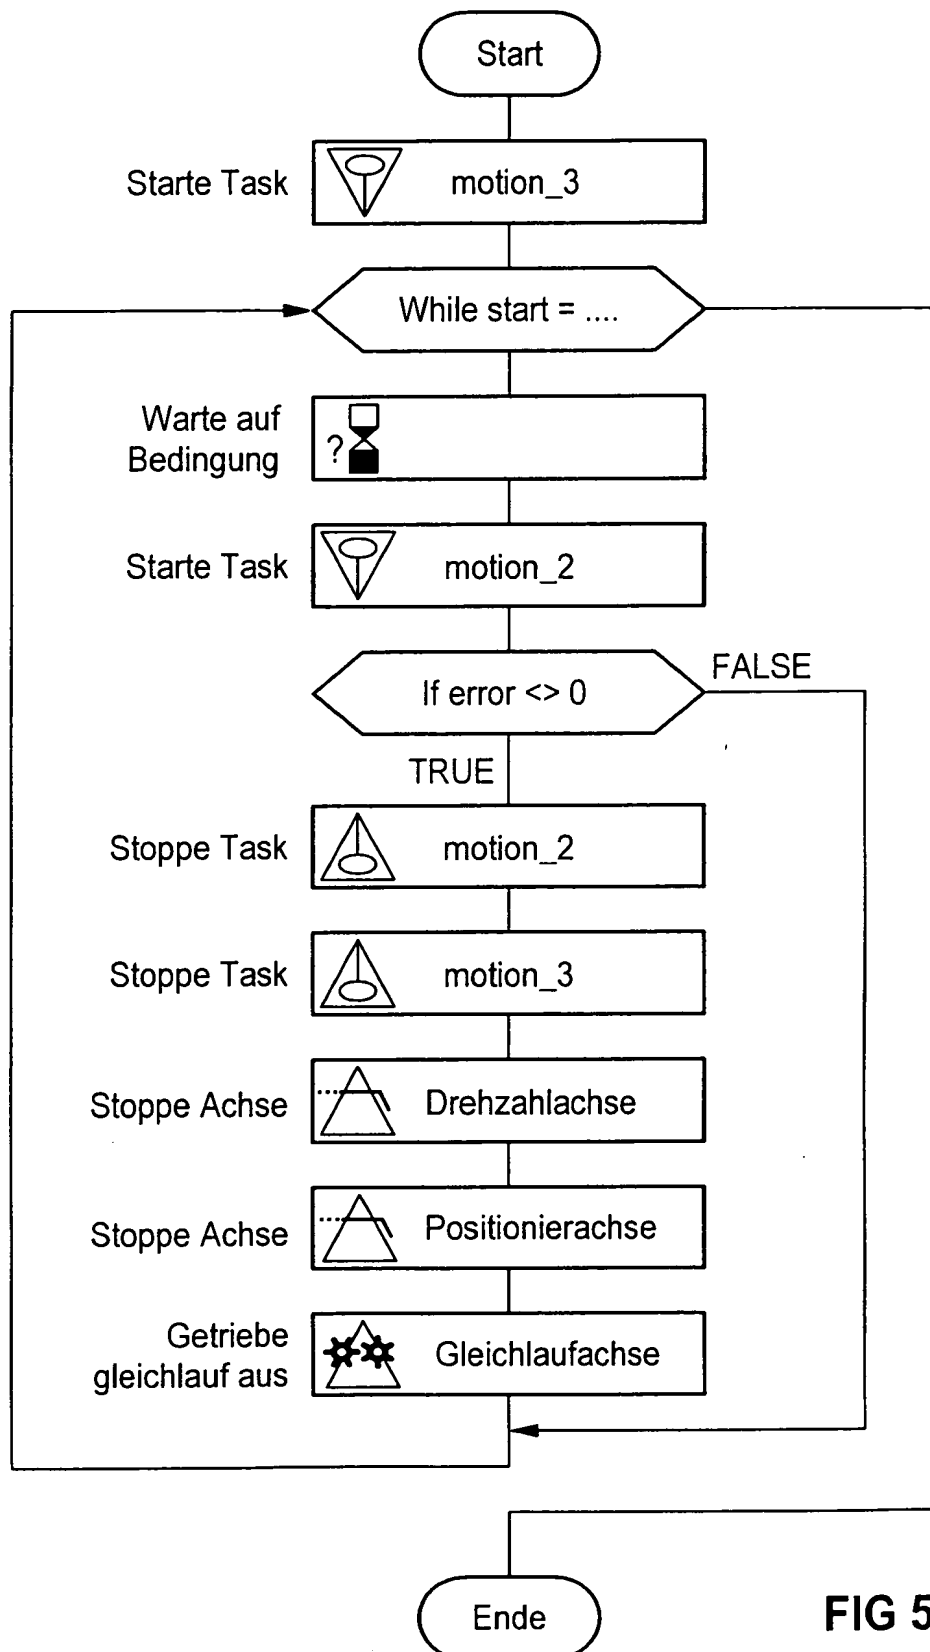 Start
Starte Task
motion_3
While start = ....
Warte auf
Bedingung
?
Starte Task
motion_2
If error <> 0
FALSE
TRUE
Stoppe Task
motion_2
Stoppe Task
motion_3
Stoppe Achse
Drehzahlachse
Stoppe Achse
Positionierachse
Getriebe
gleichlauf aus
Gleichlaufachse
Ende
FIG 5